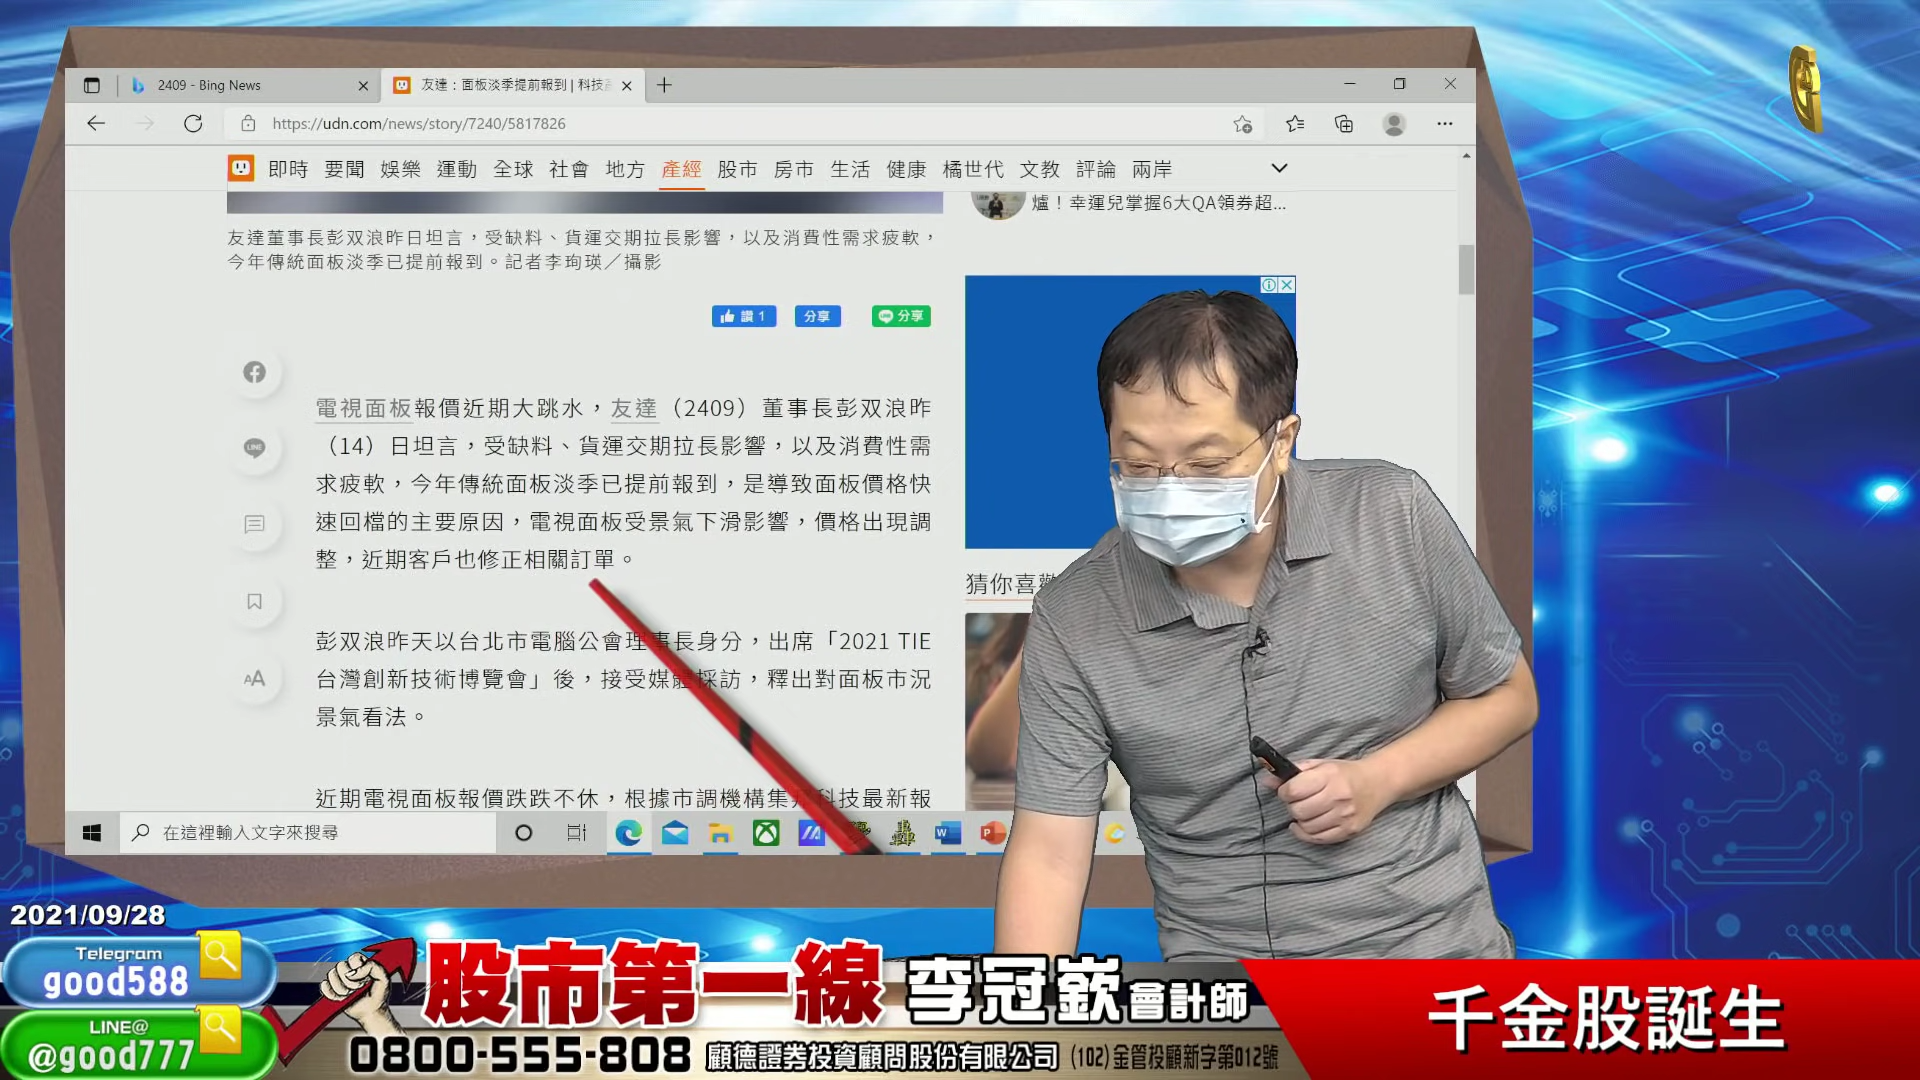 2409 - Bing News
友達：面板淡季提前報到 | 科技
https://udn.com/news/story/7240/5817826
即時 要聞 娛樂 運動 全球 社會 地方 產經 股市 房市 生活 健康 橘世代 文教 評論 兩岸
爐！幸運兒掌握6大QA領券超...
友達董事長彭双浪昨日坦言，受缺料、貨運交期拉長影響，以及消費性需求疲軟，
今年傳統面板淡季已提前報到。記者李珣瑛／攝影
讚 1
分享
分享
電視面板報價近期大跳水，友達（2409）董事長彭双浪昨
（14）日坦言，受缺料、貨運交期拉長影響，以及消費性需
求疲軟，今年傳統面板淡季已提前報到，是導致面板價格快
速回檔的主要原因，電視面板受景氣下滑影響，價格出現調
整，近期客戶也修正相關訂單。
猜你喜歡
彭双浪昨天以台北市電腦公會理事長身分，出席「2021 TIE
台灣創新技術博覽會」後，接受媒體採訪，釋出對面板市況
景氣看法。
近期電視面板報價跌跌不休，根據市調機構集邦科技最新報
在這裡輸入文字來搜尋
2021/09/28
Telegram
good588
LINE@
@good777
股市第一線 李冠嶔會計師
0800-555-808 顧德證券投資顧問股份有限公司 (102)金管投顧新字第012號
千金股誕生